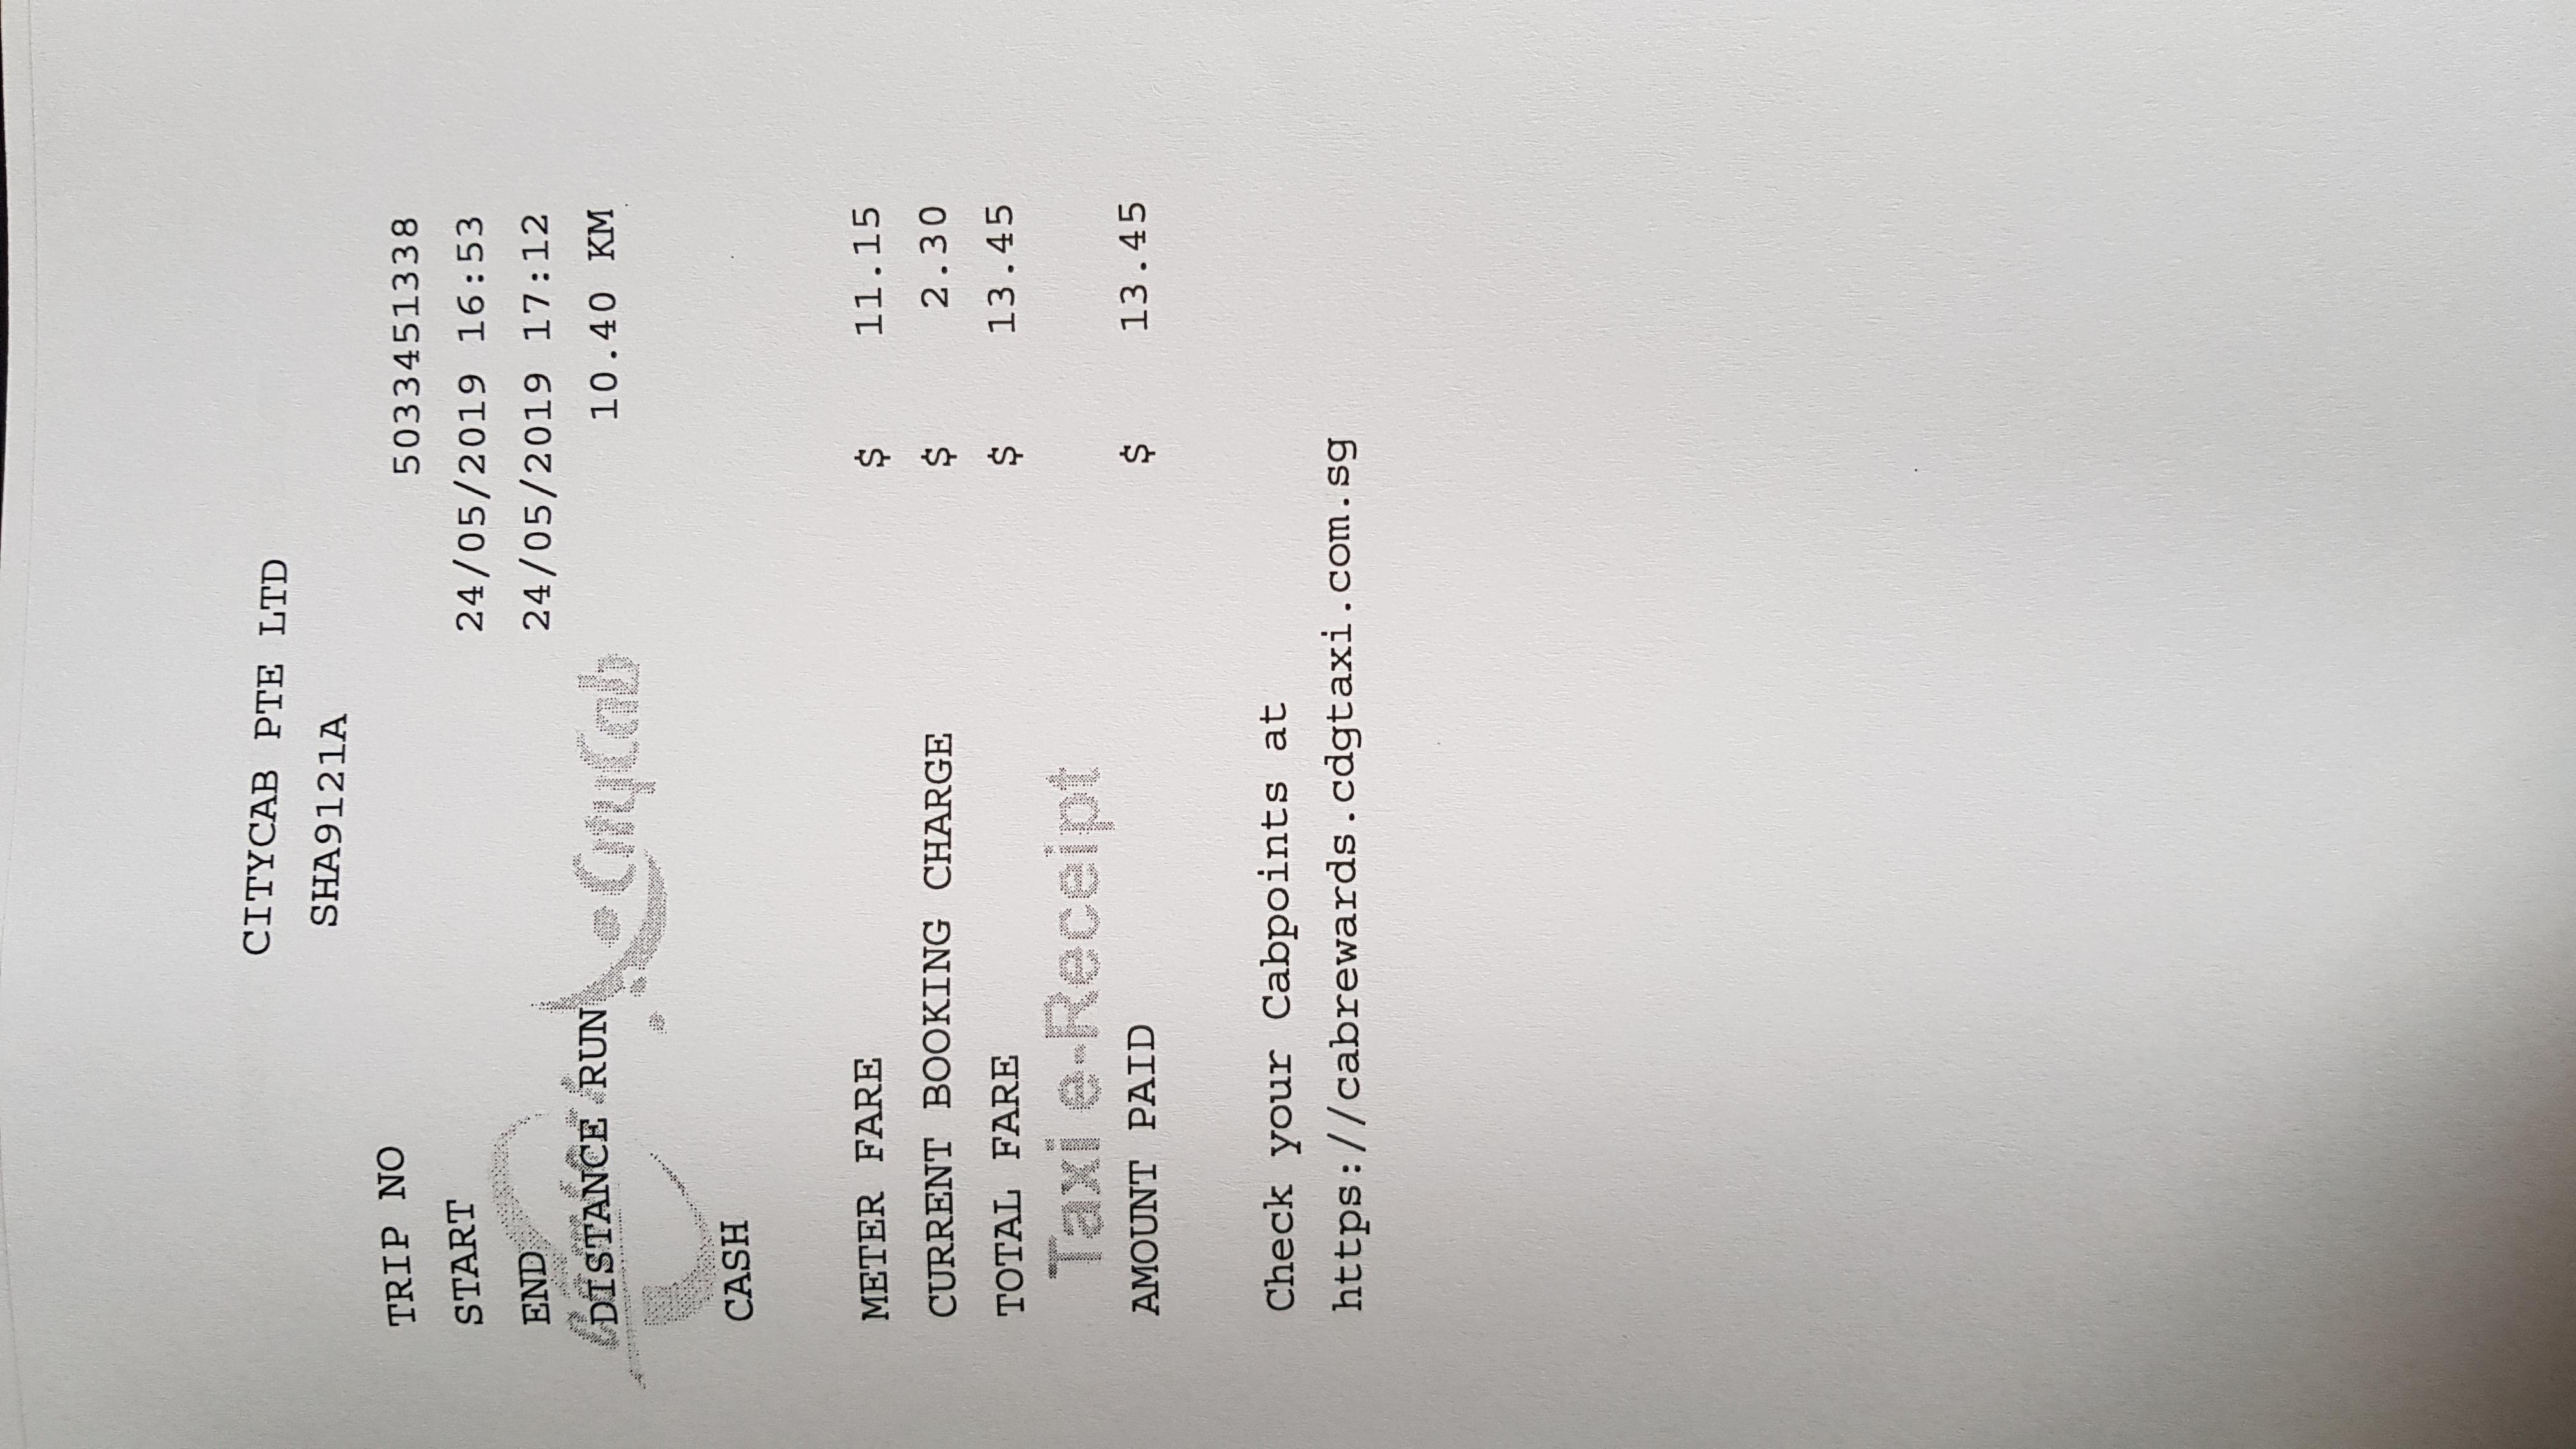 CITYCAB PTE LTD
SHA9121A
TRIP NO 5033451338
START 24/05/2019 16:53
END 24/05/2019 17:12
CityCab
DISTANCE RUN 10.40 KM
CASH
METER FARE $ 11.15
CURRENT BOOKING CHARGE $ 2.30
TOTAL FARE $ 13.45
Taxi e-Receipt
AMOUNT PAID $ 13.45
Check your Cabpoints at
https://cabrewards.cdgtaxi.com.sg